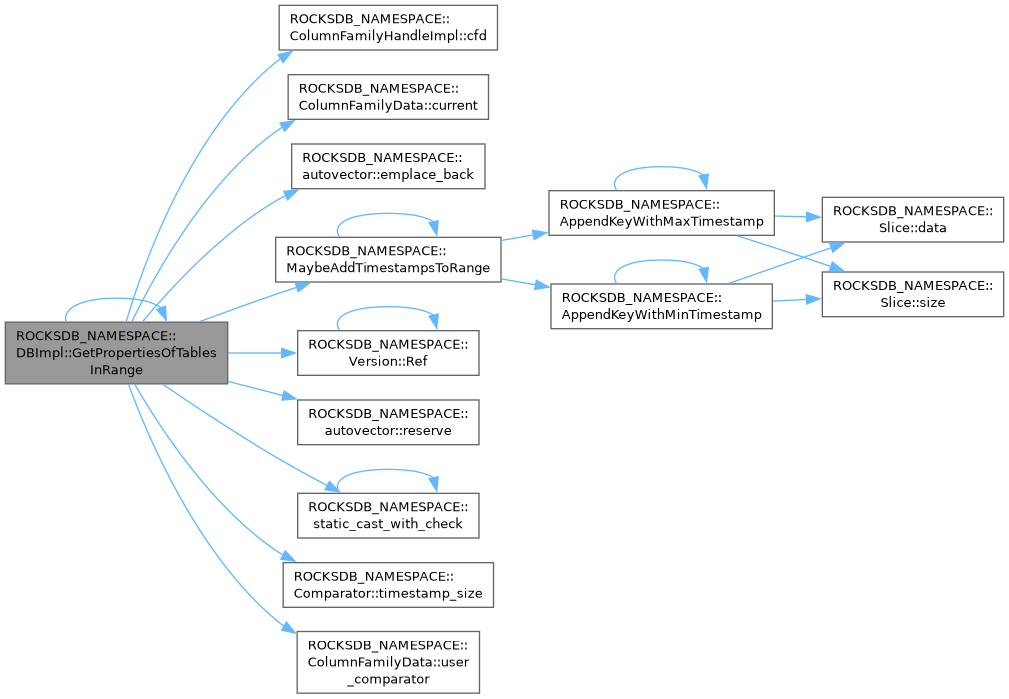 ROCKSDB_NAMESPACE::
ColumnFamilyHandleImpl::cfd
ROCKSDB_NAMESPACE::
ColumnFamilyData::current
ROCKSDB_NAMESPACE::
autovector::emplace_back
ROCKSDB_NAMESPACE::
MaybeAddTimestampsToRange
ROCKSDB_NAMESPACE::
AppendKeyWithMaxTimestamp
ROCKSDB_NAMESPACE::
Slice::data
ROCKSDB_NAMESPACE::
AppendKeyWithMinTimestamp
ROCKSDB_NAMESPACE::
Slice::size
ROCKSDB_NAMESPACE::
DBImpl::GetPropertiesOfTables
InRange
ROCKSDB_NAMESPACE::
Version::Ref
ROCKSDB_NAMESPACE::
autovector::reserve
ROCKSDB_NAMESPACE::
static_cast_with_check
ROCKSDB_NAMESPACE::
Comparator::timestamp_size
ROCKSDB_NAMESPACE::
ColumnFamilyData::user
_comparator